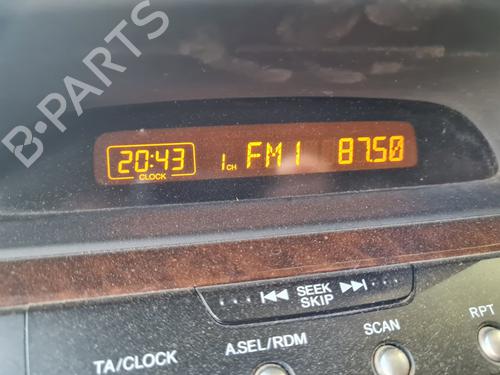 B-PARTS
20:43 1CH FM1 87.50
CLOCK
SEEK
SKIP
TA/CLOCK A.SEL/RDM SCAN RPT